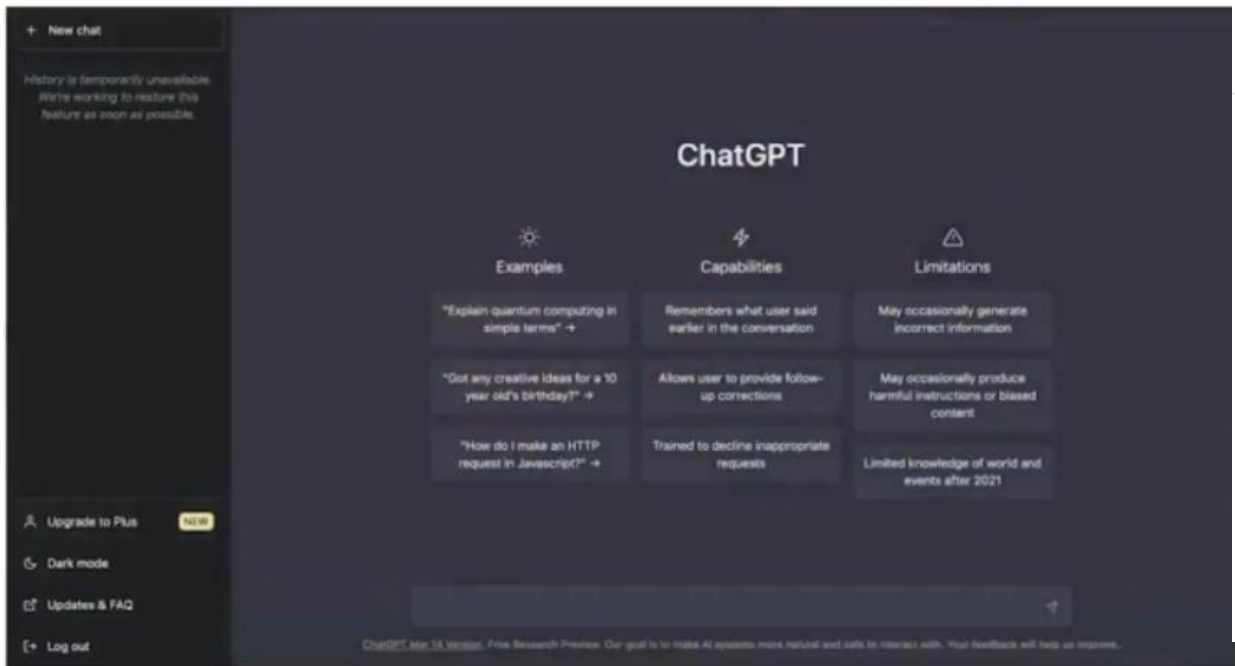 + New chat
History is temporarily unavailable.
We're working to restore this
feature as soon as possible.
ChatGPT
Examples
"Explain quantum computing in
simple terms" →
"Got any creative ideas for a 10
year old's birthday?" →
"How do I make an HTTP
request in Javascript?" →
Capabilities
Remembers what user said
earlier in the conversation
Allows user to provide follow-
up corrections
Trained to decline inappropriate
requests
Limitations
May occasionally generate
incorrect information
May occasionally produce
harmful instructions or biased
content
Limited knowledge of world and
events after 2021
Upgrade to Plus NEW
Dark mode
Updates & FAQ
Log out
ChatGPT Mar 14 Version. Free Research Preview. Our goal is to make AI systems more natural and safe to interact with. Your feedback will help us improve.